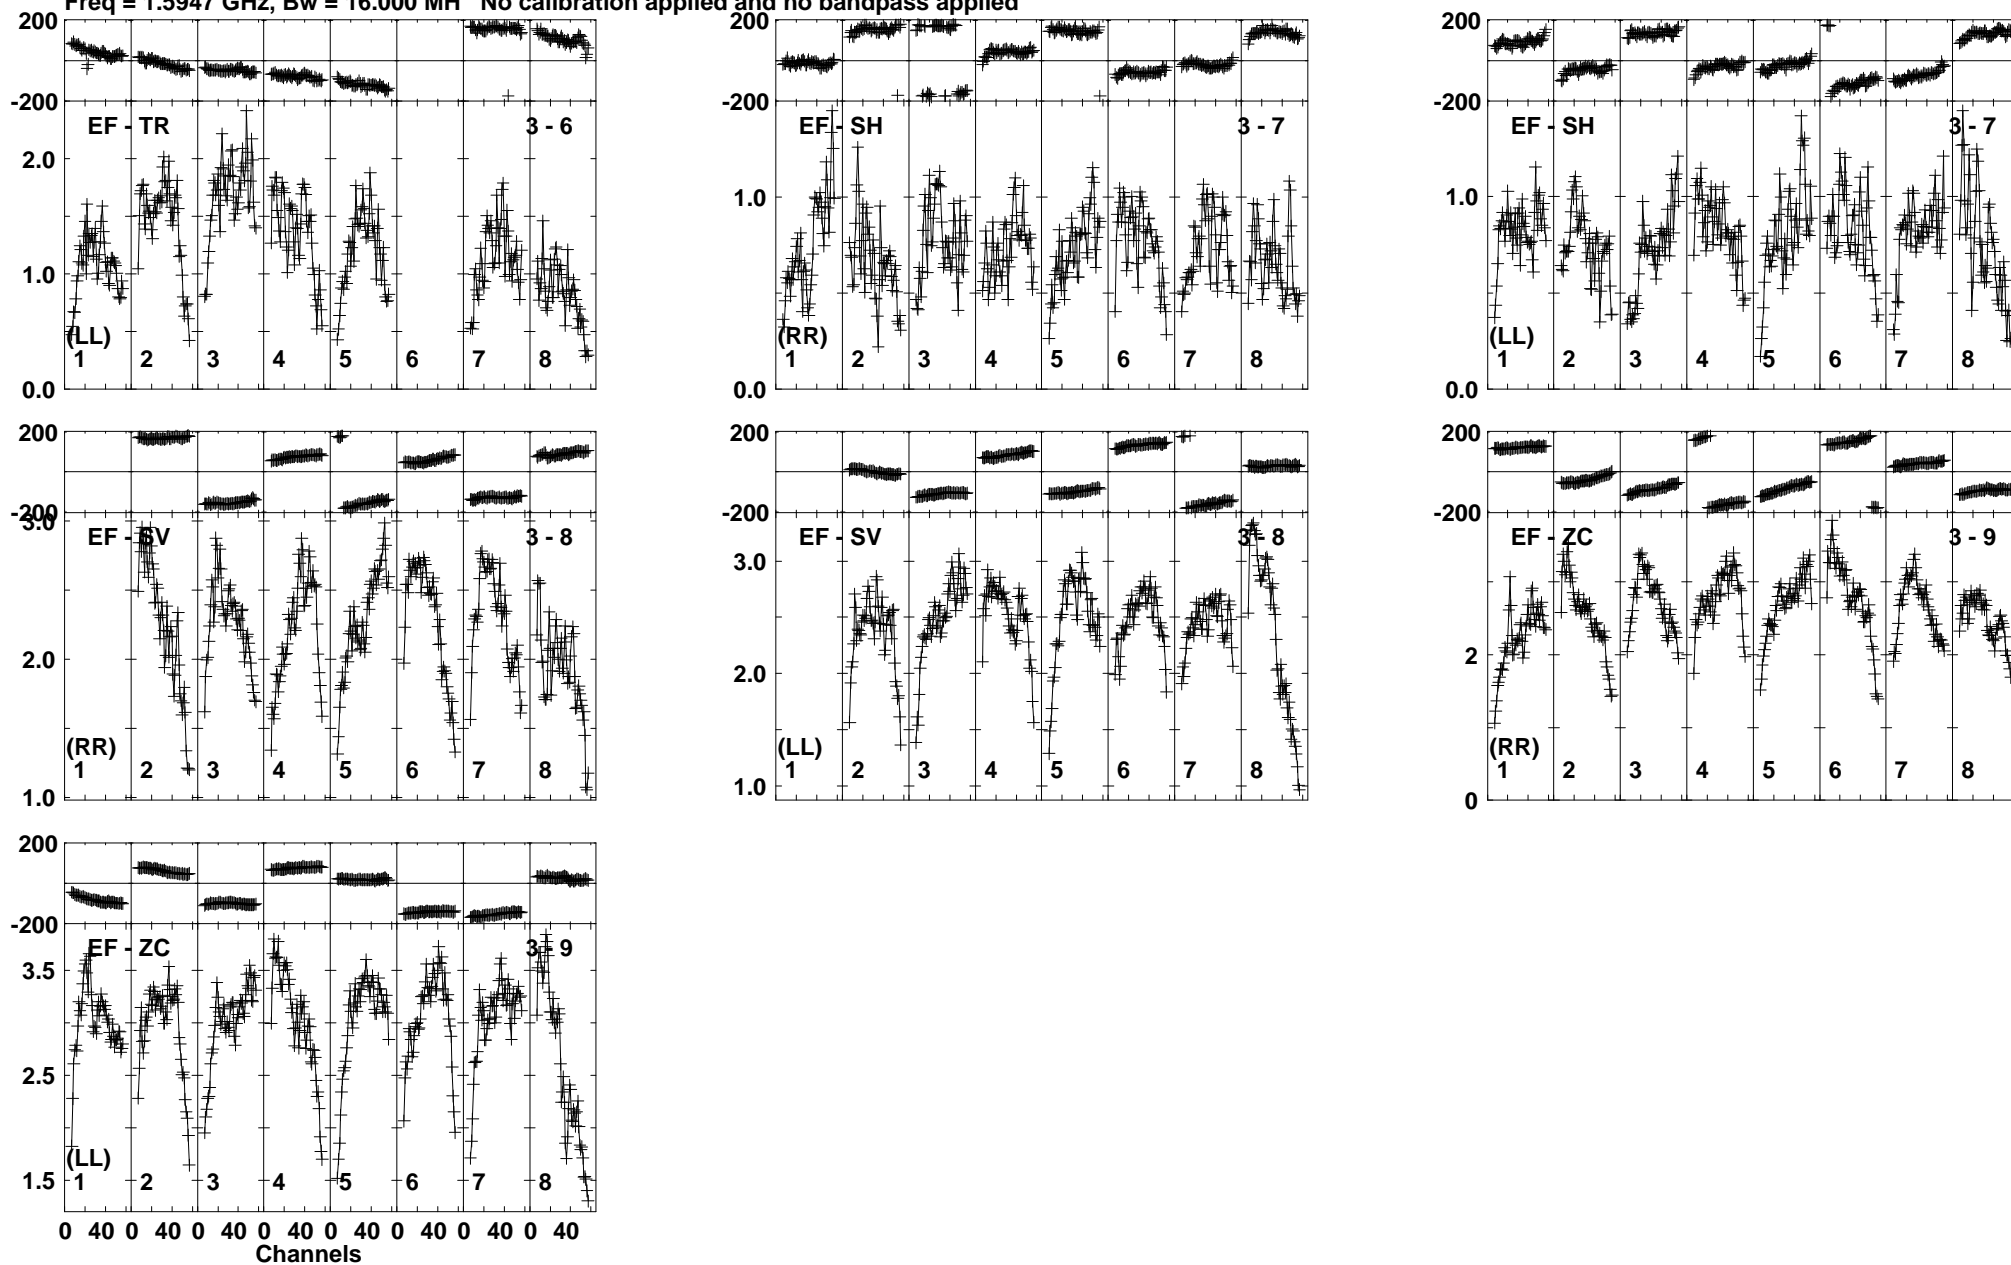 Freq = 1.5947 GHz, Bw = 16.000 MH No calibration applied and no bandpass applied
200
-200
EF - TR 3 - 6
2.0
1.0
0.0
(LL)
1 2 3 4 5 6 7 8
200
-200
EF - SH 3 - 7
1.0
0.0
(RR)
1 2 3 4 5 6 7 8
200
-200
EF - SH 3 - 7
1.0
0.0
(LL)
1 2 3 4 5 6 7 8
200
-200
3.0
EF - SV 3 - 8
2.0
1.0
(RR)
1 2 3 4 5 6 7 8
200
-200
EF - SV 3 - 8
3.0
2.0
1.0
(LL)
1 2 3 4 5 6 7 8
200
-200
EF - ZC 3 - 9
2
0
(RR)
1 2 3 4 5 6 7 8
200
-200
EF - ZC 3 - 9
3.5
2.5
1.5
(LL)
1 2 3 4 5 6 7 8
0 40 0 40 0 40 0 40 0 40 0 40 0 40 0 40
Channels